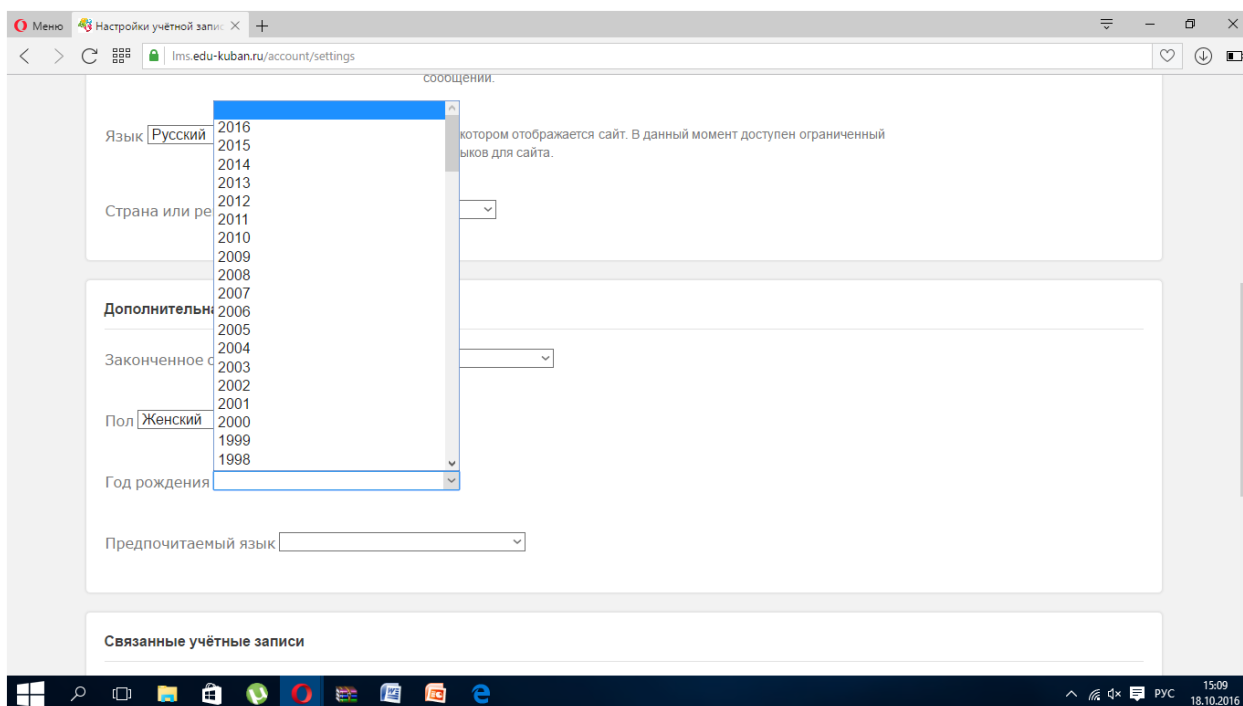 Меню
Настройки учётной запис
lms.edu-kuban.ru/account/settings
сообщений.
Язык Русский
котором отображается сайт. В данный момент доступен ограниченный
ыков для сайта.
Страна или ре
2016
2015
2014
2013
2012
2011
2010
2009
2008
2007
2006
2005
2004
2003
2002
2001
2000
1999
1998
Дополнительна
Законченное о
Пол Женский
Год рождения
Предпочитаемый язык
Связанные учётные записи
РУС
15:09
18.10.2016